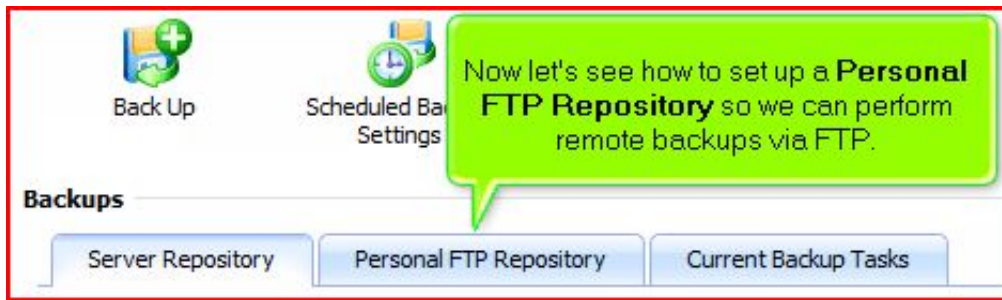 Back Up
Scheduled Ba
Settings
Now let's see how to set up a Personal
FTP Repository so we can perform
remote backups via FTP.
Backups
Server Repository
Personal FTP Repository
Current Backup Tasks